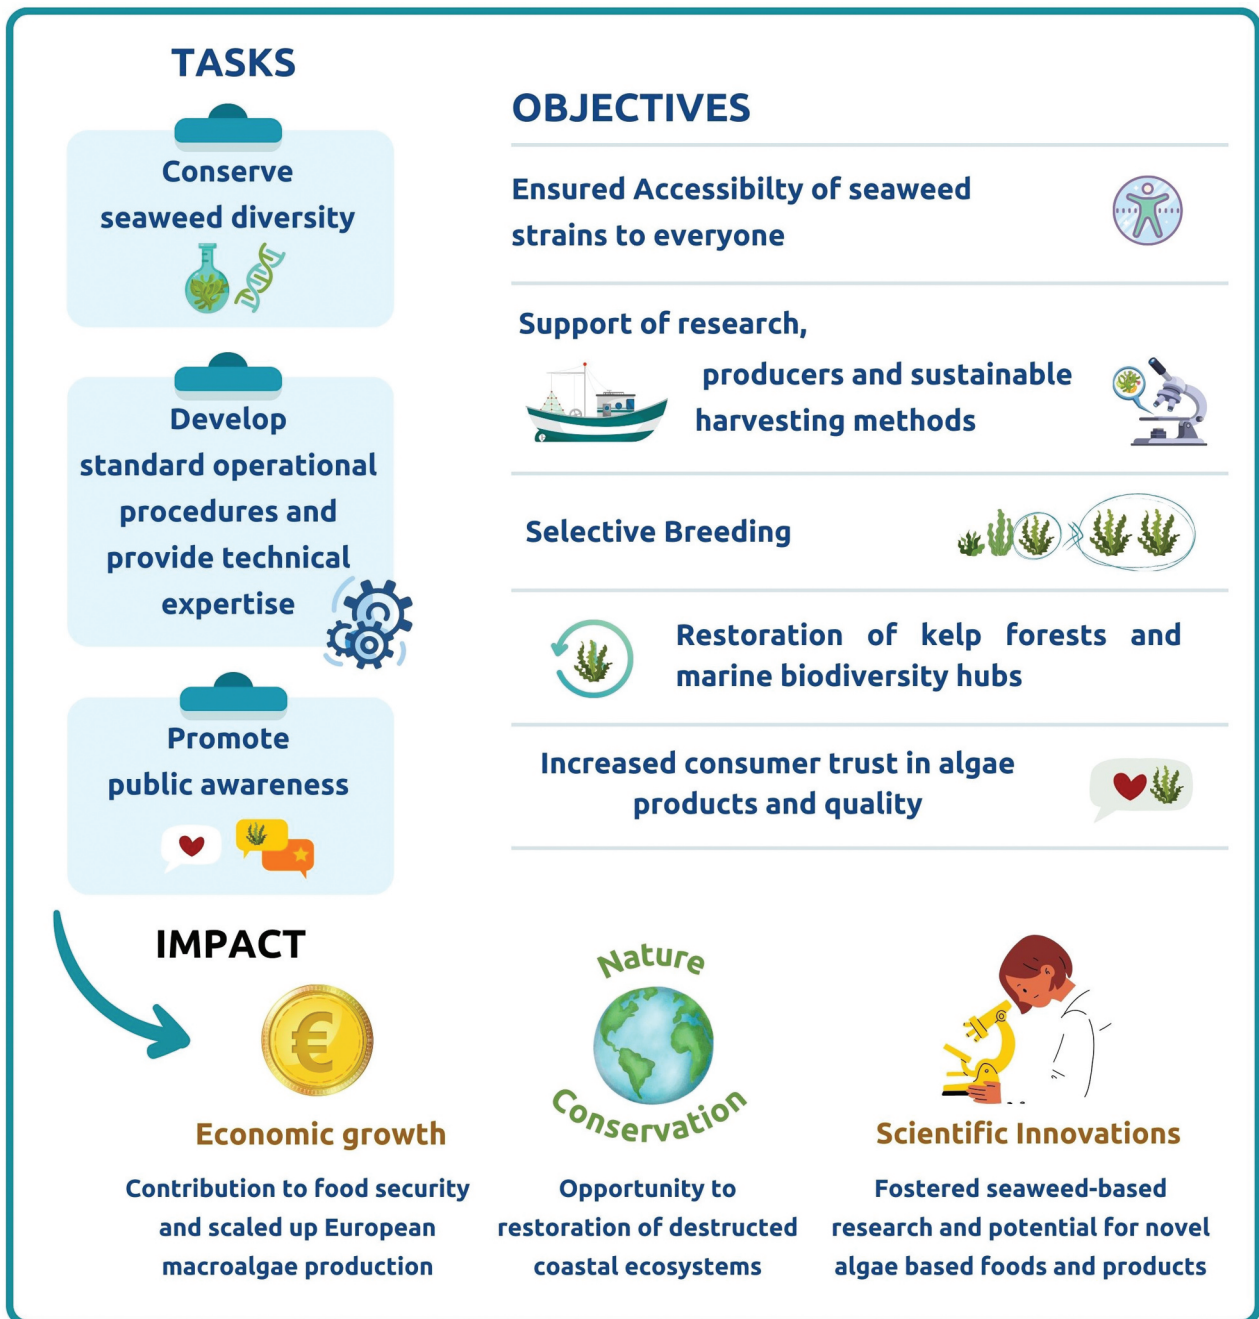 TASKS
Conserve
seaweed diversity
Develop
standard operational
procedures and
provide technical
expertise
Promote
public awareness
OBJECTIVES
Ensured Accessibilty of seaweed
strains to everyone
Support of research,
producers and sustainable
harvesting methods
Selective Breeding
Restoration of kelp forests and
marine biodiversity hubs
Increased consumer trust in algae
products and quality
IMPACT
€
Economic growth
Contribution to food security
and scaled up European
macroalgae production
Nature
Conservation
Opportunity to
restoration of destructed
coastal ecosystems
Scientific Innovations
Fostered seaweed-based
research and potential for novel
algae based foods and products